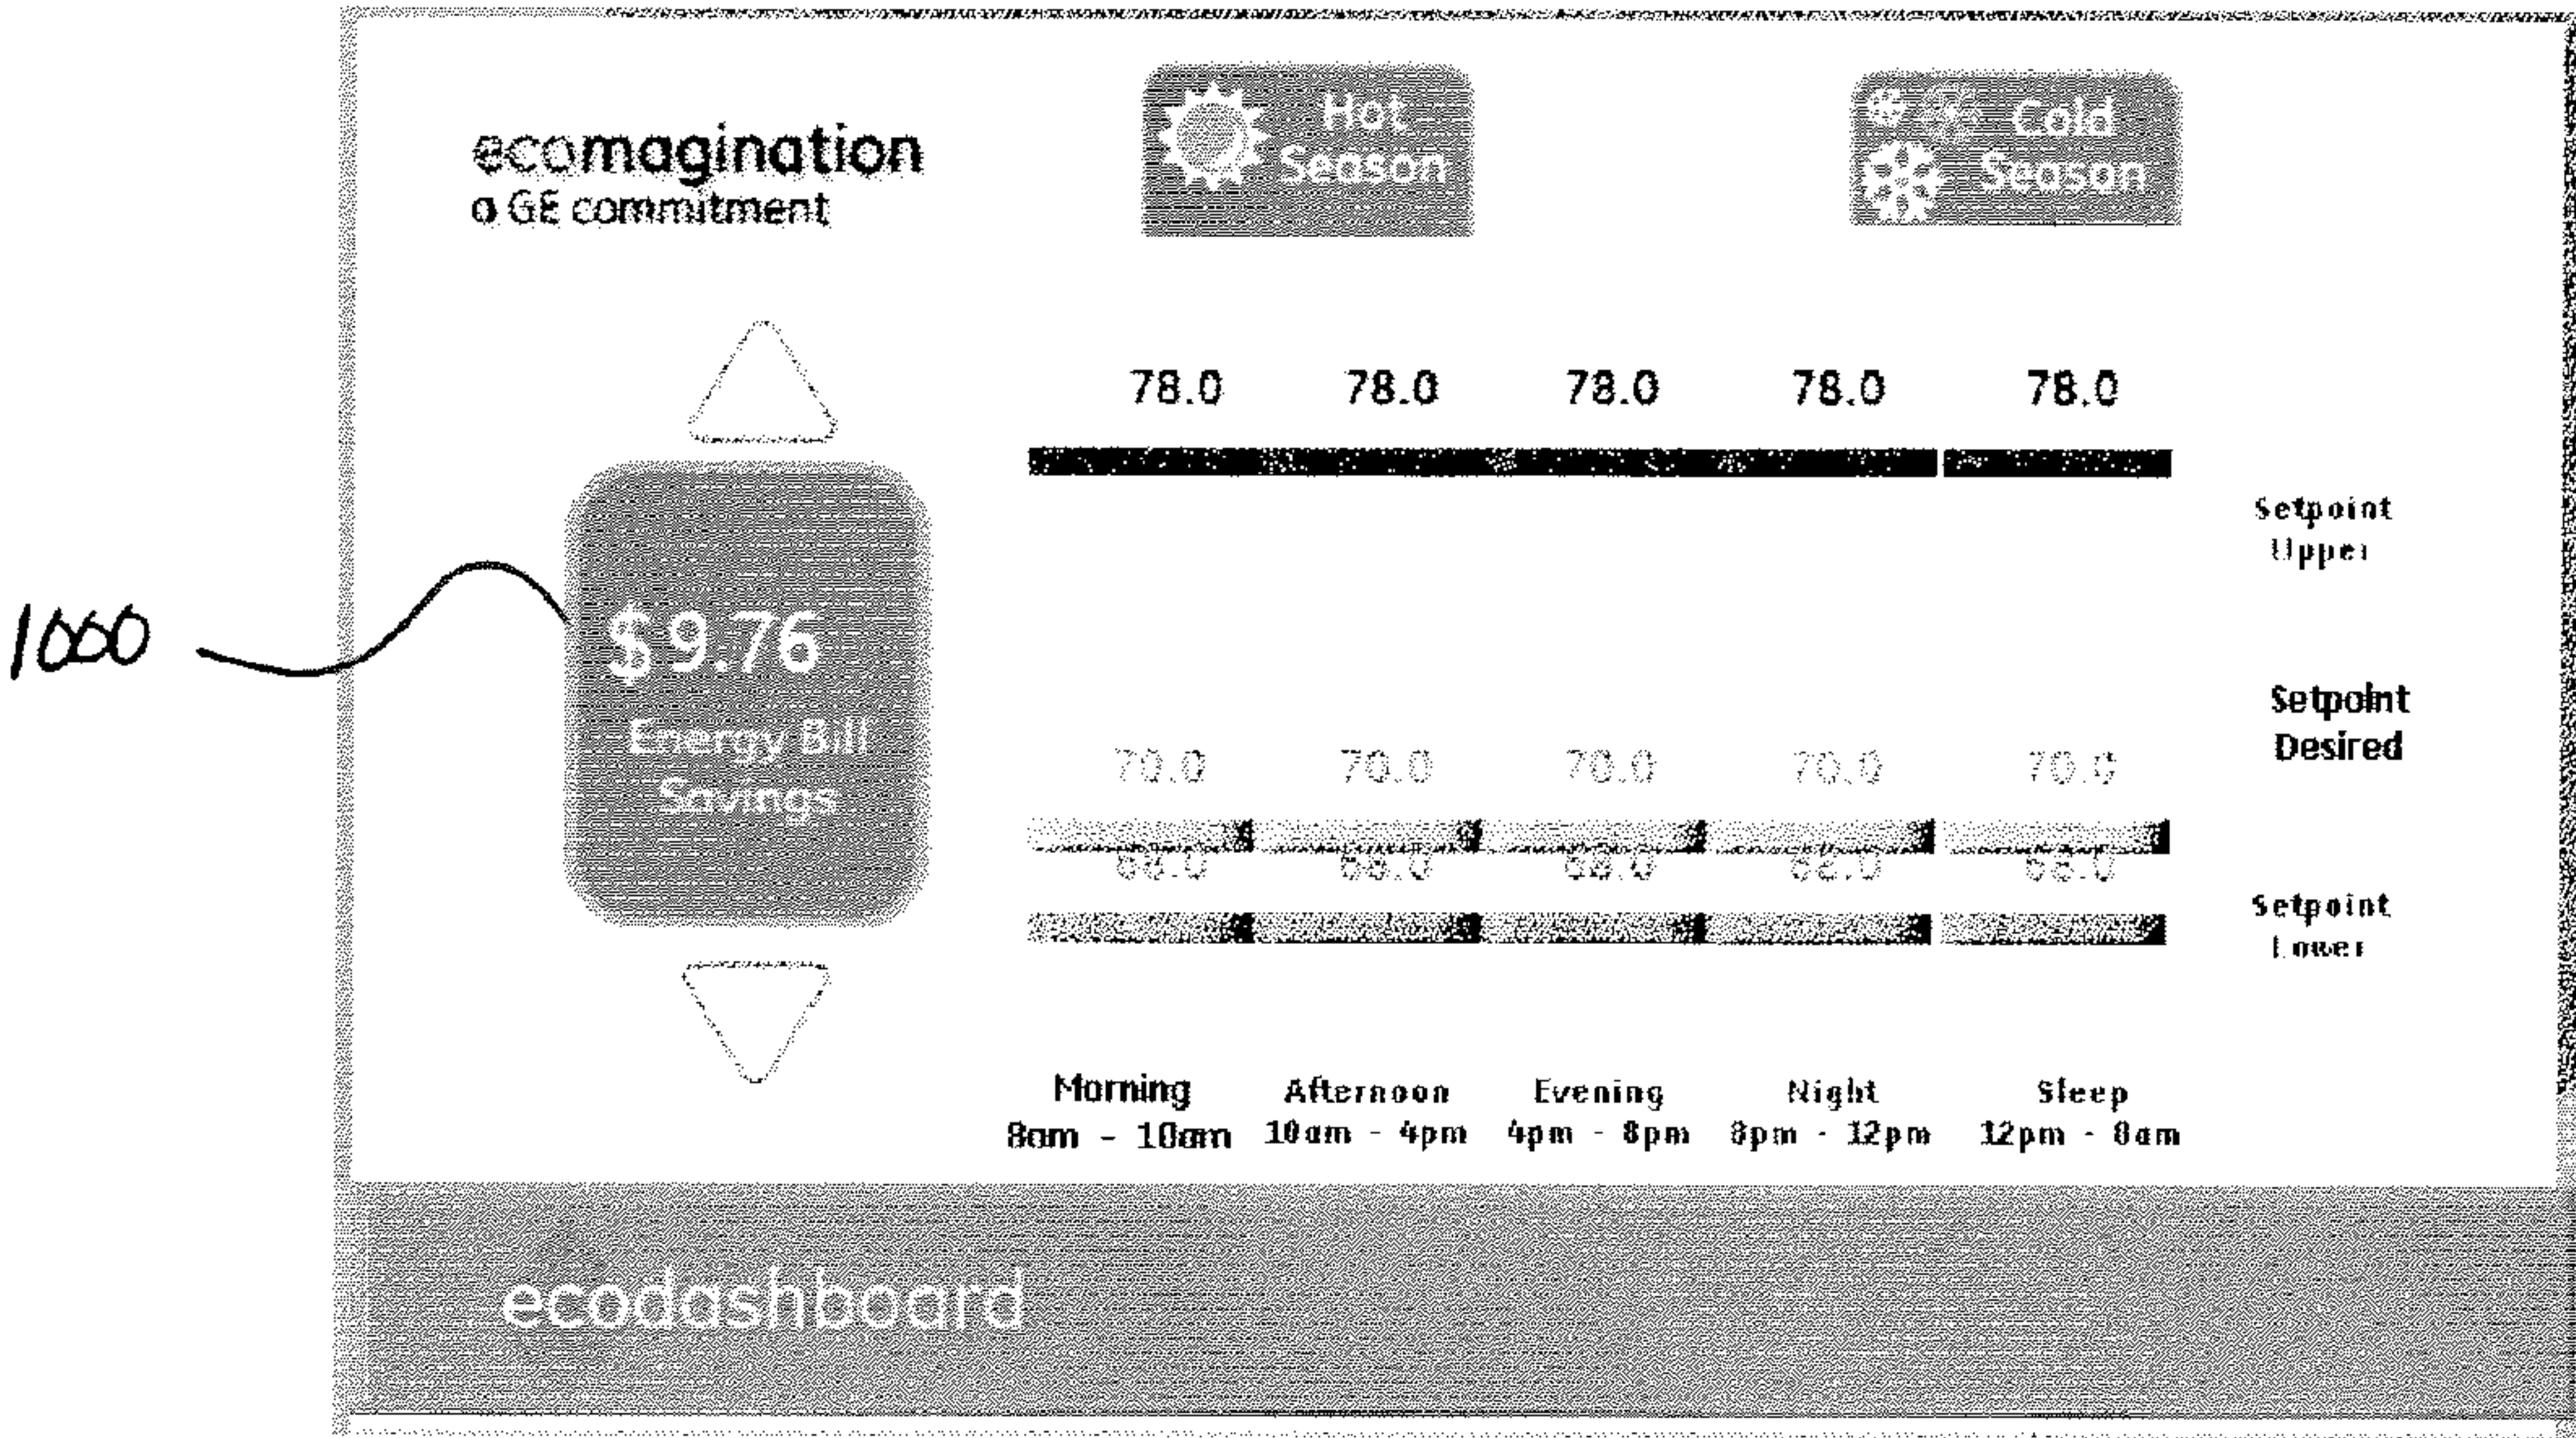 ecomagination
a GE commitment
Hot
Season
Cold
Season
78.0 78.0 78.0 78.0 78.0
Setpoint
Upper
1000
$9.76
Energy Bill
Savings
Setpoint
Desired
70.0 70.0 70.0 70.0 70.0
Setpoint
Lower
Morning Afternoon Evening Night Sleep
8am - 10am 10am - 4pm 4pm - 8pm 8pm - 12pm 12pm - 8am
ecodashboard